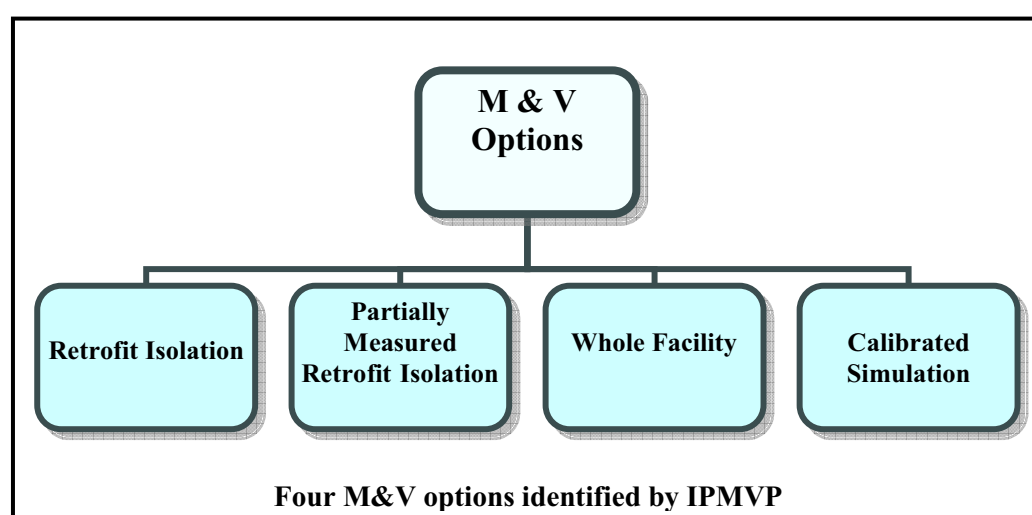 M & V
Options
Retrofit Isolation
Partially
Measured
Retrofit Isolation
Whole Facility
Calibrated
Simulation
Four M&V options identified by IPMVP